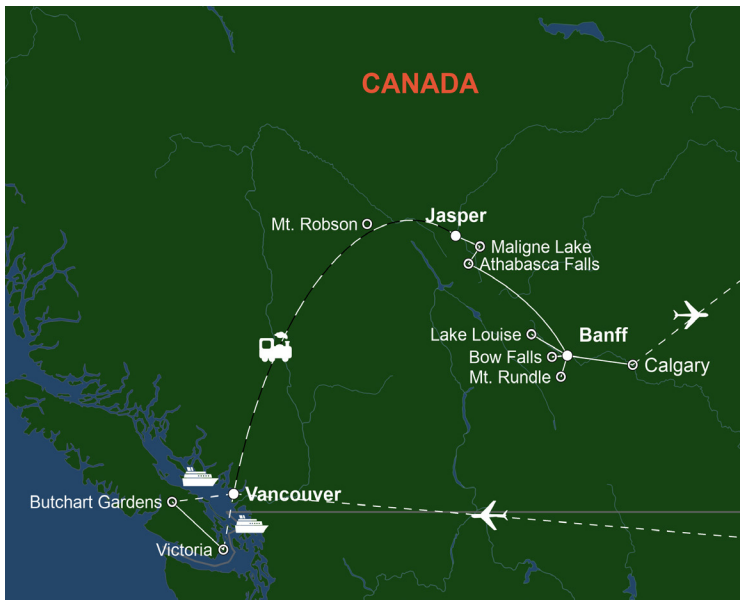 CANADA
Jasper
Mt. Robson
Maligne Lake
Athabasca Falls
Lake Louise
Banff
Bow Falls
Calgary
Mt. Rundle
Vancouver
Butchart Gardens
Victoria